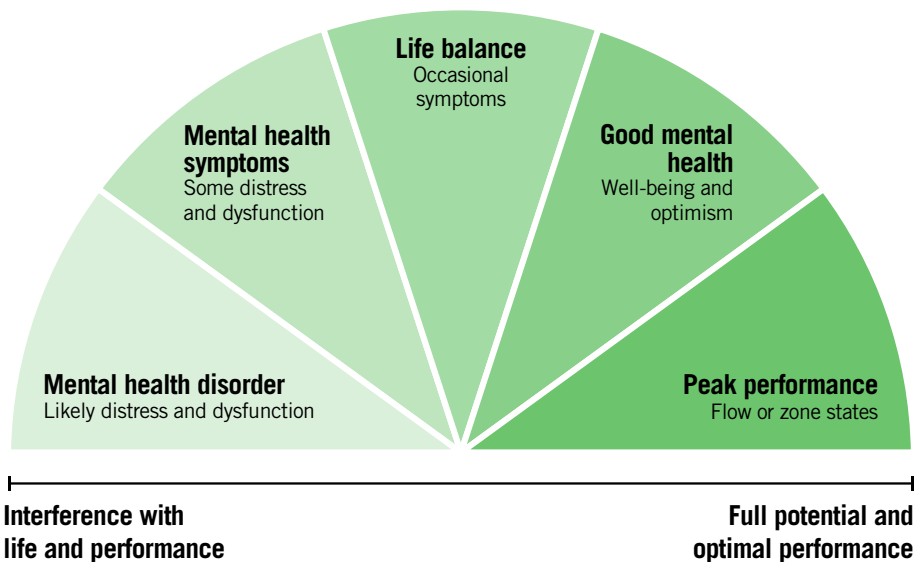 Life balance
Occasional
symptoms
Mental health
symptoms
Some distress
and dysfunction
Good mental
health
Well-being and
optimism
Mental health disorder
Likely distress and dysfunction
Peak performance
Flow or zone states
Interference with
life and performance
Full potential and
optimal performance